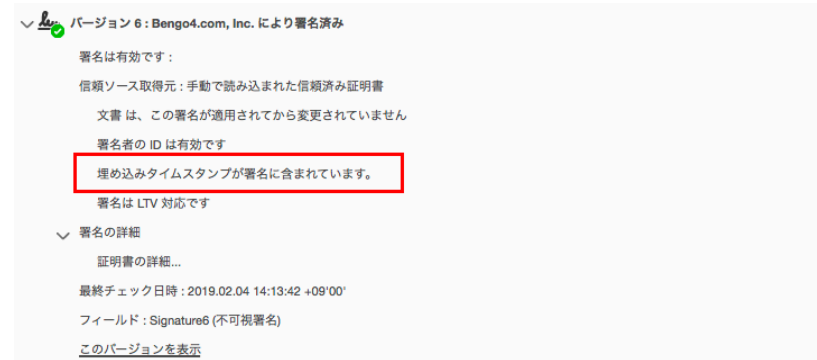 バージョン 6 : Bengo4.com, Inc. により署名済み
署名は有効です :
信頼ソース取得元 : 手動で読み込まれた信頼済み証明書
文書 は、この署名が適用されてから変更されていません
署名者の ID は有効です
埋め込みタイムスタンプが署名に含まれています。
署名は LTV 対応です
署名の詳細
証明書の詳細...
最終チェック日時 : 2019.02.04 14:13:42 +09'00'
フィールド : Signature6 (不可視署名)
このバージョンを表示